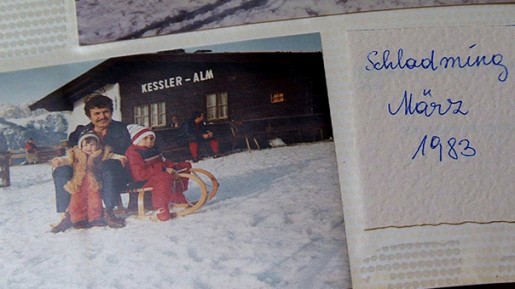 KESSLER-ALM
Schladming
März
1983